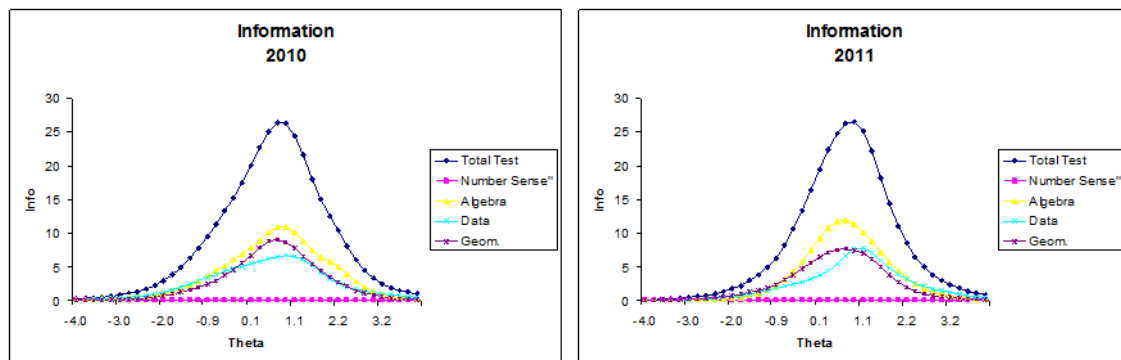 Information
2010
30
25
20
15
10
5
0
Info
-4.0 -3.0 -2.0 -0.9 0.1 1.1 2.2 3.2
Theta
Total Test
Number Sense"
Algebra
Data
Geom.
Information
2011
30
25
20
15
10
5
0
Info
-4.0 -3.0 -2.0 -0.9 0.1 1.1 2.2 3.2
Theta
Total Test
Number Sense"
Algebra
Data
Geom.